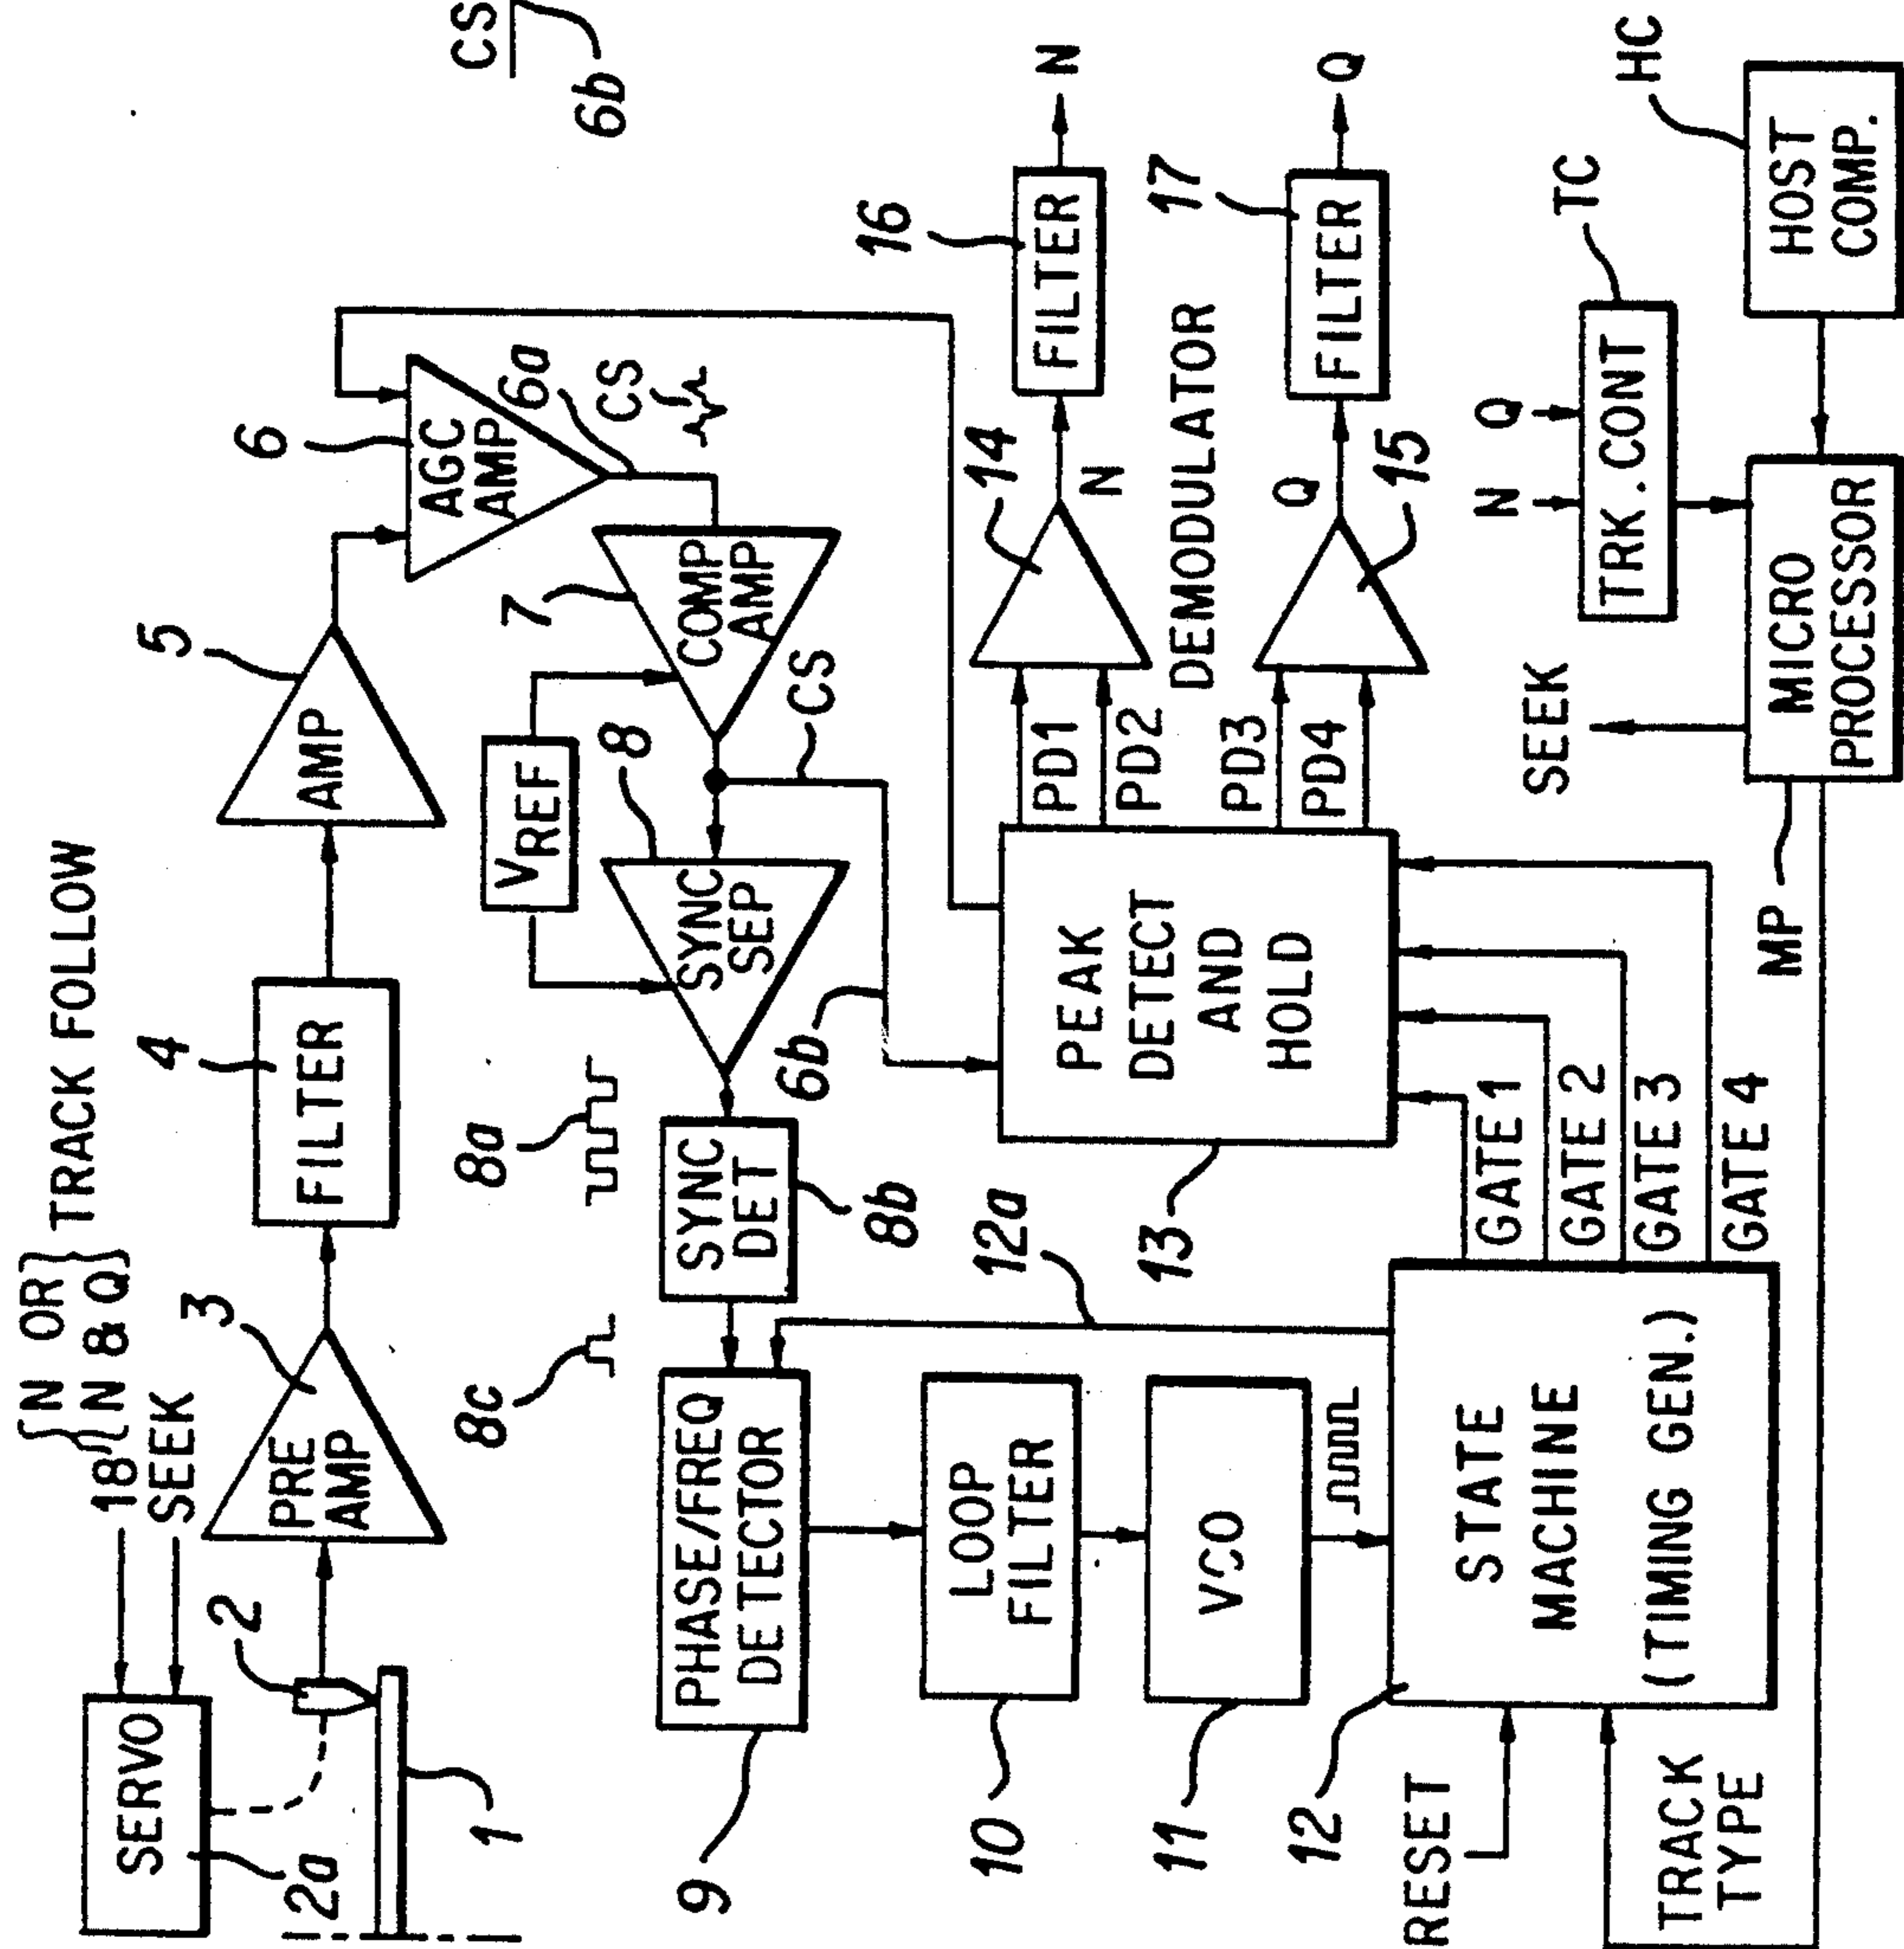 CS
6b
{N OR} TRACK FOLLOW
18 {N & Q}
SEEK
SERVO
2a
1
2
3
PRE
AMP
4
FILTER
5
AMP
6
AGC
AMP
6a
CS
7
COMP
AMP
VREF
8
SYNC
SEP
CS
6b
8a
SYNC
DET
8b
8c
PHASE/FREQ
DETECTOR
9
LOOP
FILTER
10
VCO
11
12
STATE
MACHINE
(TIMING GEN.)
12a
RESET
TRACK
TYPE
GATE 1
GATE 2
GATE 3
GATE 4
PEAK
DETECT
AND
HOLD
13
PD1
PD2
PD3
PD4
14
N
15
Q
DEMODULATOR
16
FILTER
N
17
FILTER
Q
N
Q
TRK. CONT
TC
SEEK
MICRO
PROCESSOR
MP
HOST
COMP.
HC